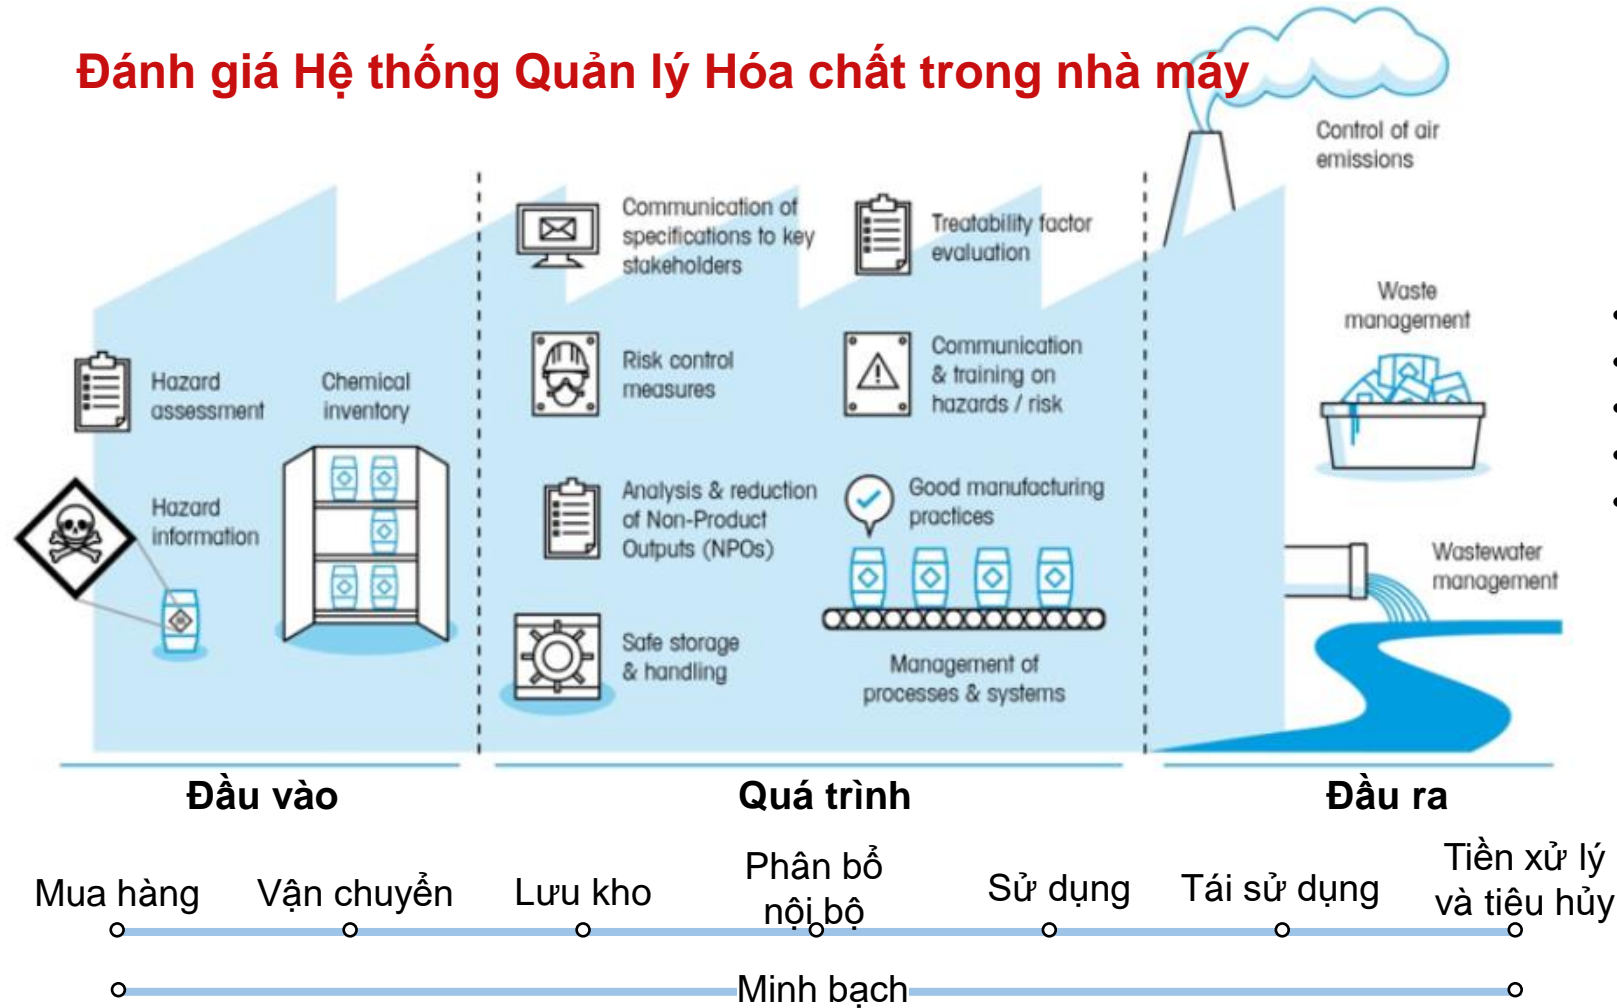 Đánh giá Hệ thống Quản lý Hóa chất trong nhà máy
Control of air
emissions
Communication of
specifications to key
stakeholders
Treatability factor
evaluation
Waste
management
Hazard
assessment
Chemical
inventory
Risk control
measures
Communication
& training on
hazards / risk
Hazard
information
Analysis & reduction
of Non-Product
Outputs (NPOs)
Good manufacturing
practices
Wastewater
management
Safe storage
& handling
Management of
processes & systems
Đầu vào
Quá trình
Đầu ra
Mua hàng
Vận chuyển
Lưu kho
Phân bổ
nội bộ
Sử dụng
Tái sử dụng
Tiền xử lý
và tiêu hủy
Minh bạch